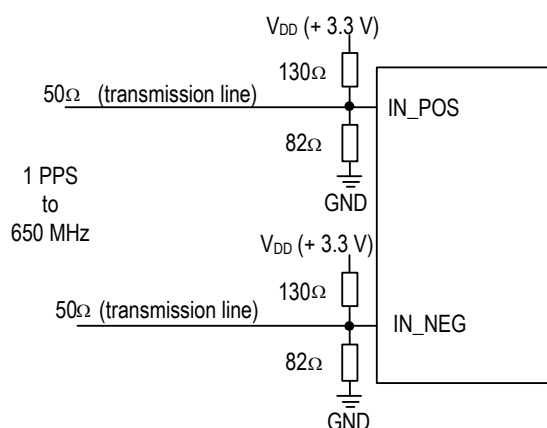 VDD (+ 3.3 V)
130Ω
50Ω (transmission line)
IN_POS
82Ω
1 PPS
to
650 MHz
GND
VDD (+ 3.3 V)
130Ω
50Ω (transmission line)
IN_NEG
82Ω
GND